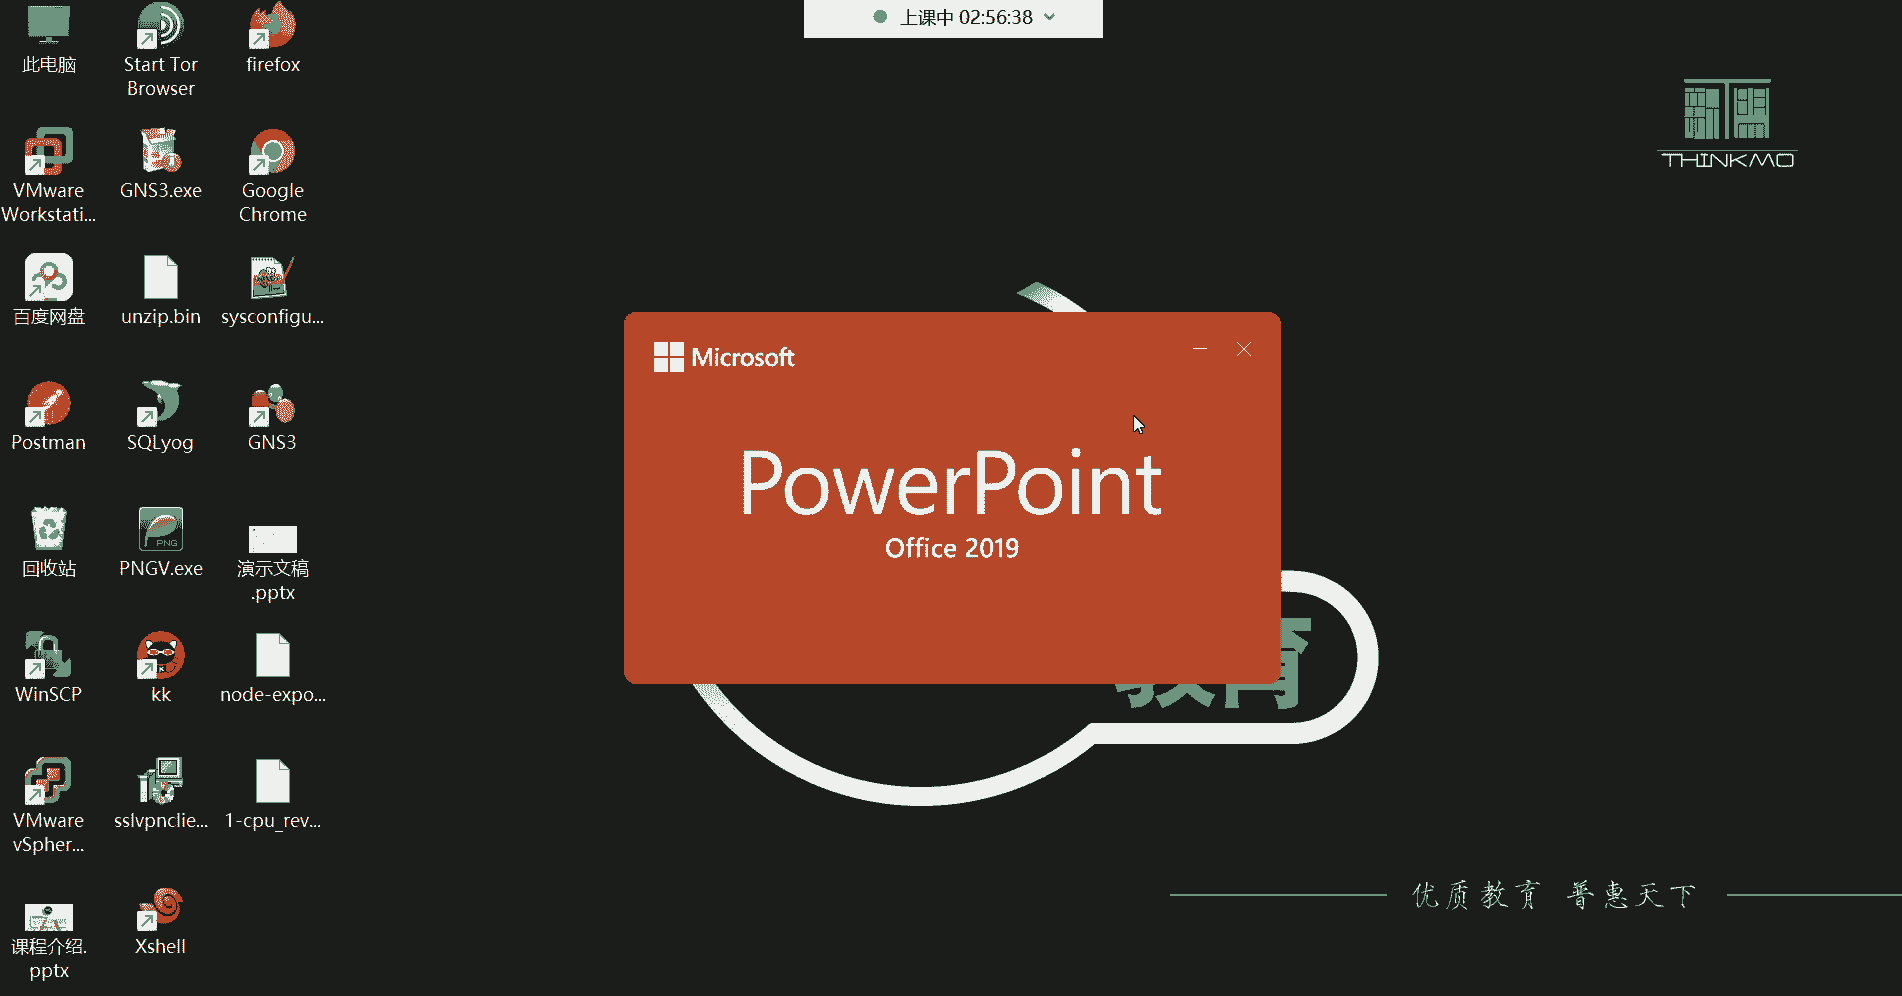 上课中 02:56:38
此电脑
Start Tor
Browser
firefox
THINKMO
VMware
Workstati...
GNS3.exe
Google
Chrome
百度网盘
unzip.bin
sysconfigu...
Microsoft
Postman
SQLyog
GNS3
PowerPoint
Office 2019
回收站
PNG
PNGV.exe
演示文稿
.pptx
教育
WinSCP
kk
node-expo...
VMware
vSpher...
sslvpnclie...
1-cpu_rev...
优质教育 普惠天下
课程介绍.
pptx
Xshell